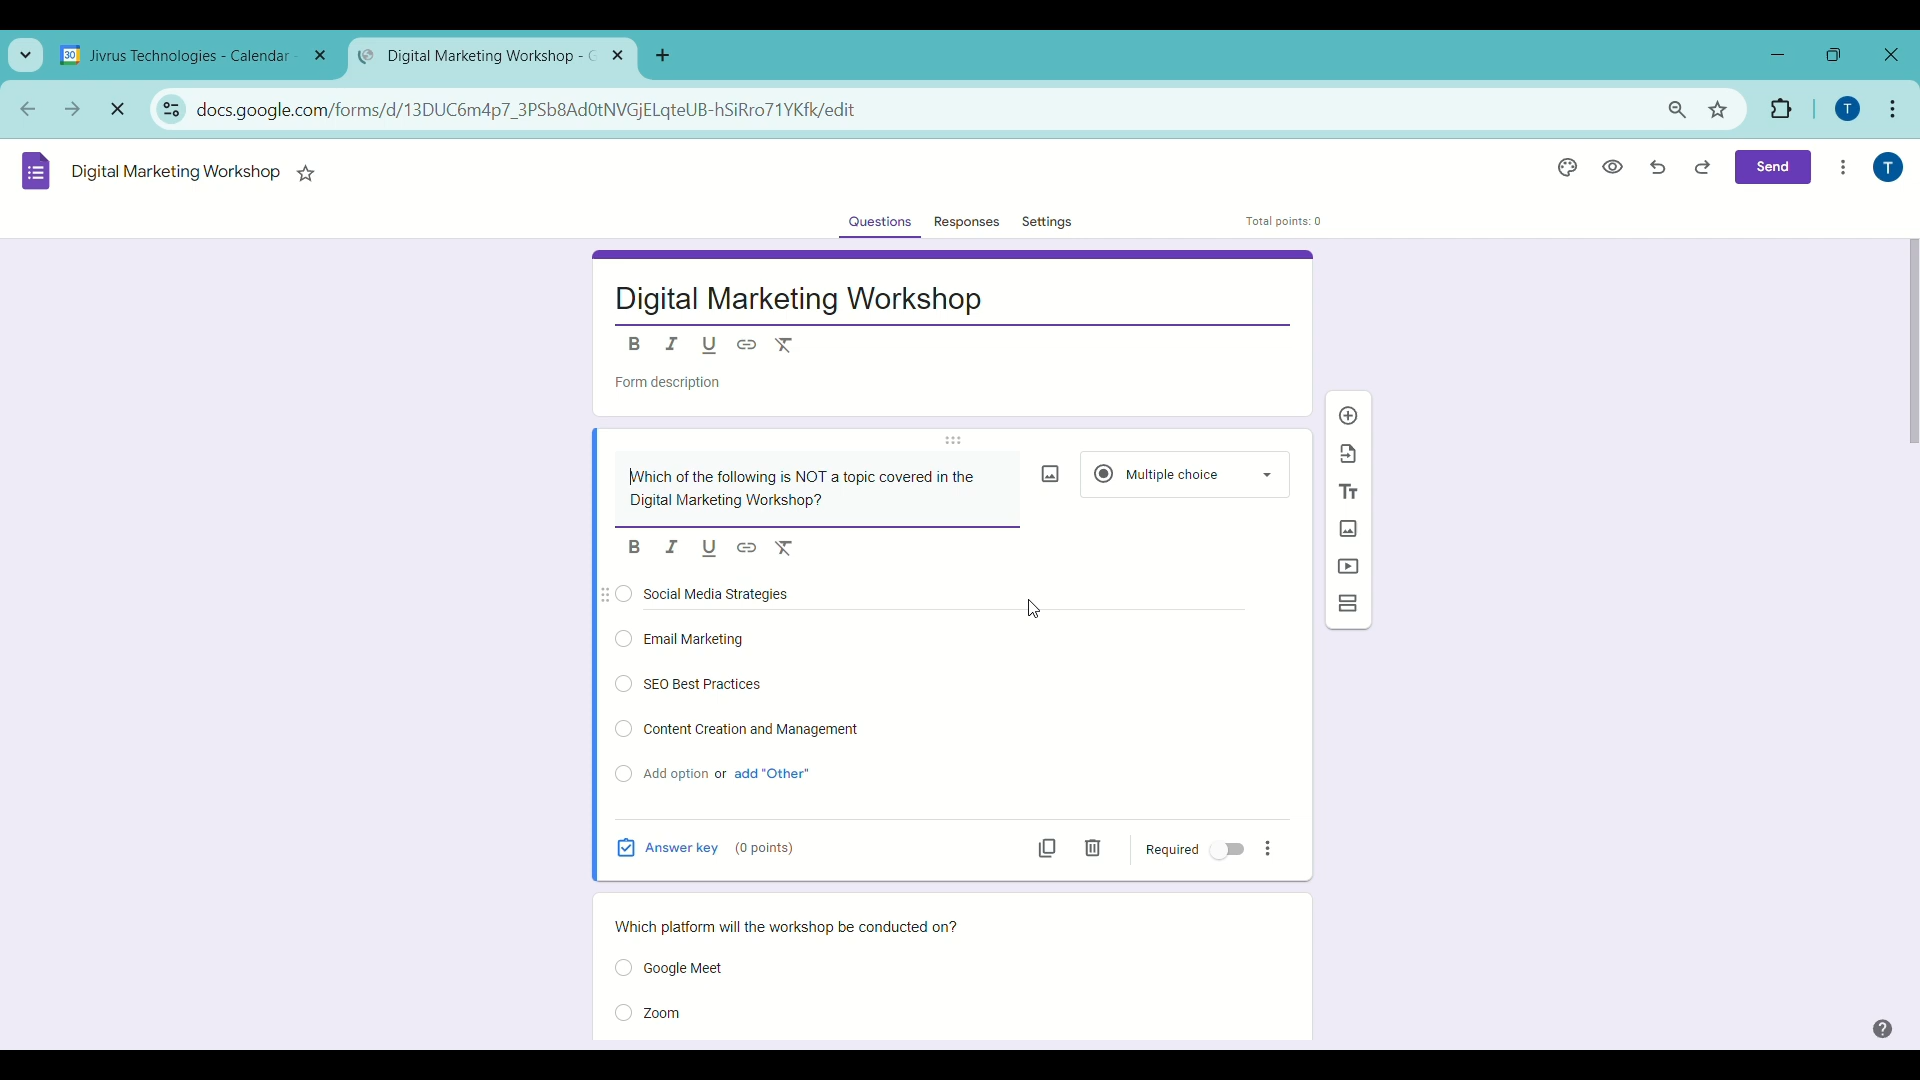 Jivrus Technologies - Calendar
Digital Marketing Workshop - G
docs.google.com/forms/d/13DUC6m4p7_3PSb8Ad0tNVGjELqteUB-hSiRro71YKfk/edit
T
Digital Marketing Workshop
Send
T
Questions
Responses
Settings
Total points: 0
Digital Marketing Workshop
B I U
Form description
Which of the following is NOT a topic covered in the
Digital Marketing Workshop?
Multiple choice
B I U
Social Media Strategies
Email Marketing
SEO Best Practices
Content Creation and Management
Add option or add "Other"
Answer key (0 points)
Required
Which platform will the workshop be conducted on?
Google Meet
Zoom